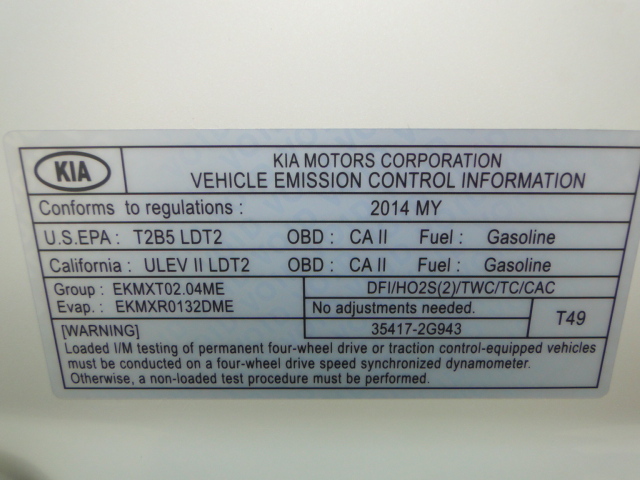 KIA
KIA MOTORS CORPORATION
VEHICLE EMISSION CONTROL INFORMATION
Conforms to regulations : 2014 MY
U.S.EPA : T2B5 LDT2 OBD : CA II Fuel : Gasoline
California : ULEV II LDT2 OBD : CA II Fuel : Gasoline
Group : EKMXT02.04ME
Evap. : EKMXR0132DME
DFI/HO2S(2)/TWC/TC/CAC
No adjustments needed.
35417-2G943
T49
[WARNING]
Loaded I/M testing of permanent four-wheel drive or traction control-equipped vehicles
must be conducted on a four-wheel drive speed synchronized dynamometer.
Otherwise, a non-loaded test procedure must be performed.